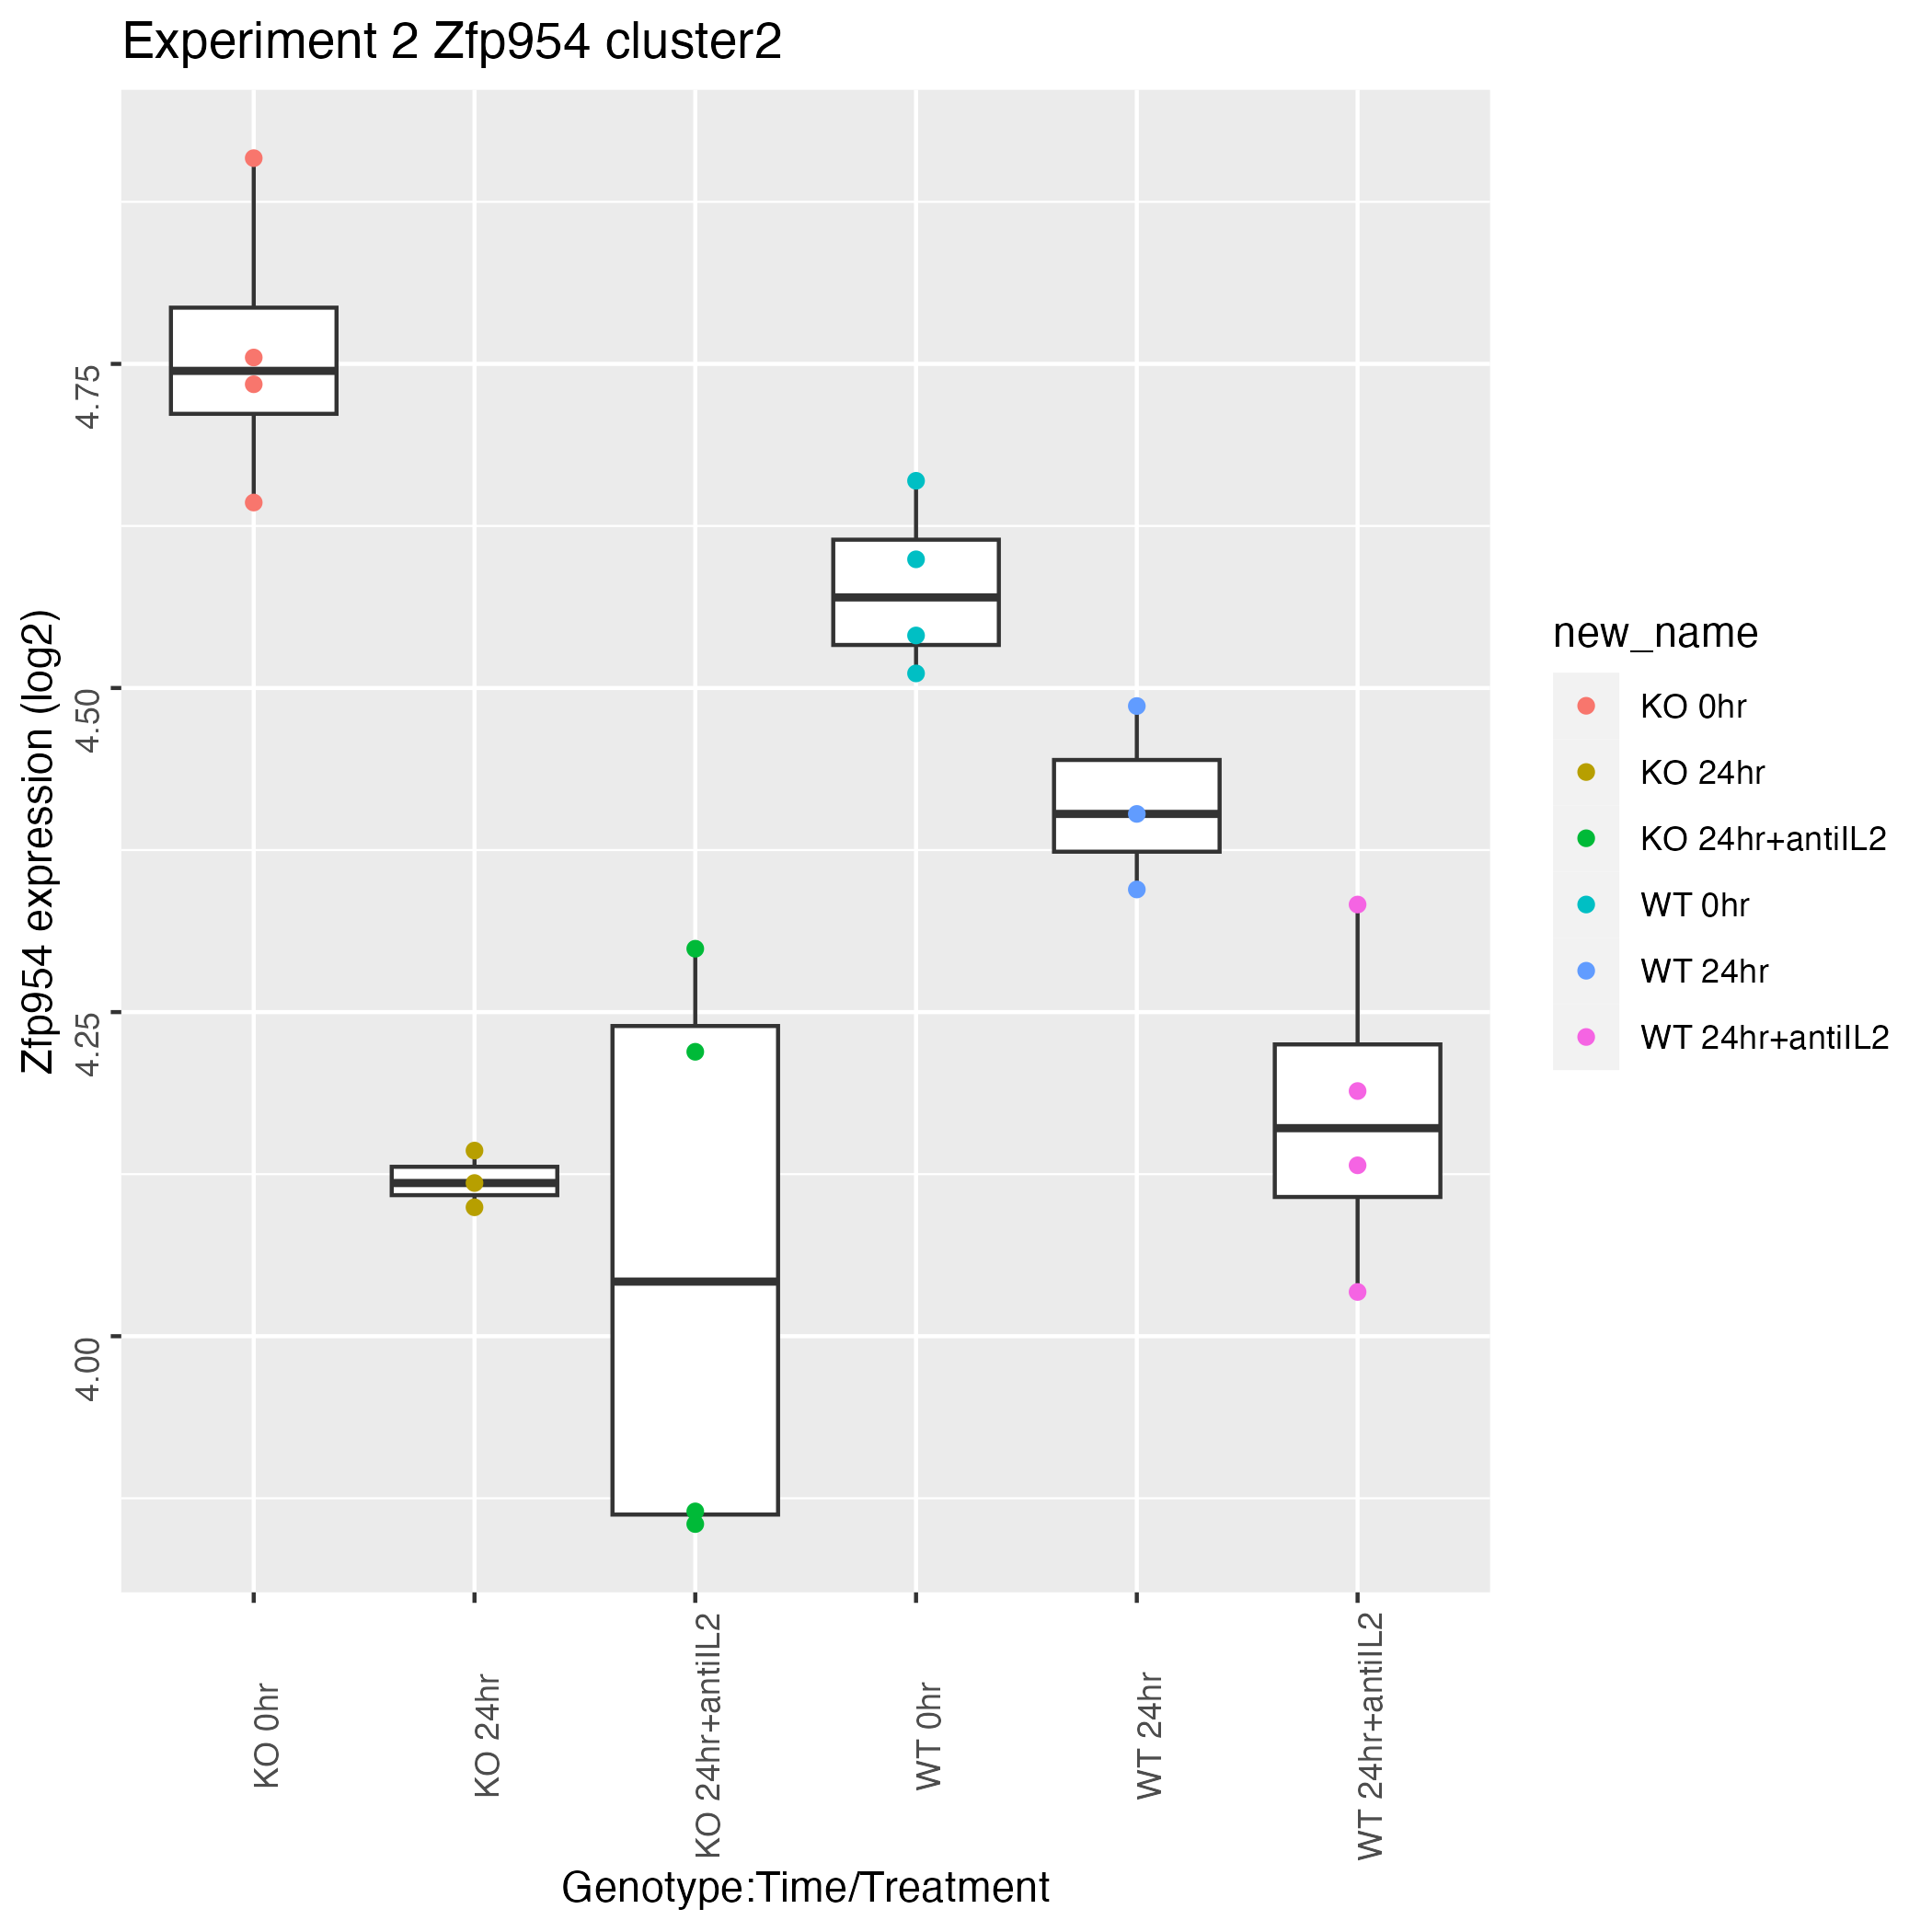 Experiment 2 Zfp954 cluster2
Zfp954 expression (log2)
4.75
4.50
4.25
4.00
KO 0hr
KO 24hr
KO 24hr+antiIL2
WT 0hr
WT 24hr
WT 24hr+antiIL2
Genotype:Time/Treatment
new_name
KO 0hr
KO 24hr
KO 24hr+antiIL2
WT 0hr
WT 24hr
WT 24hr+antiIL2